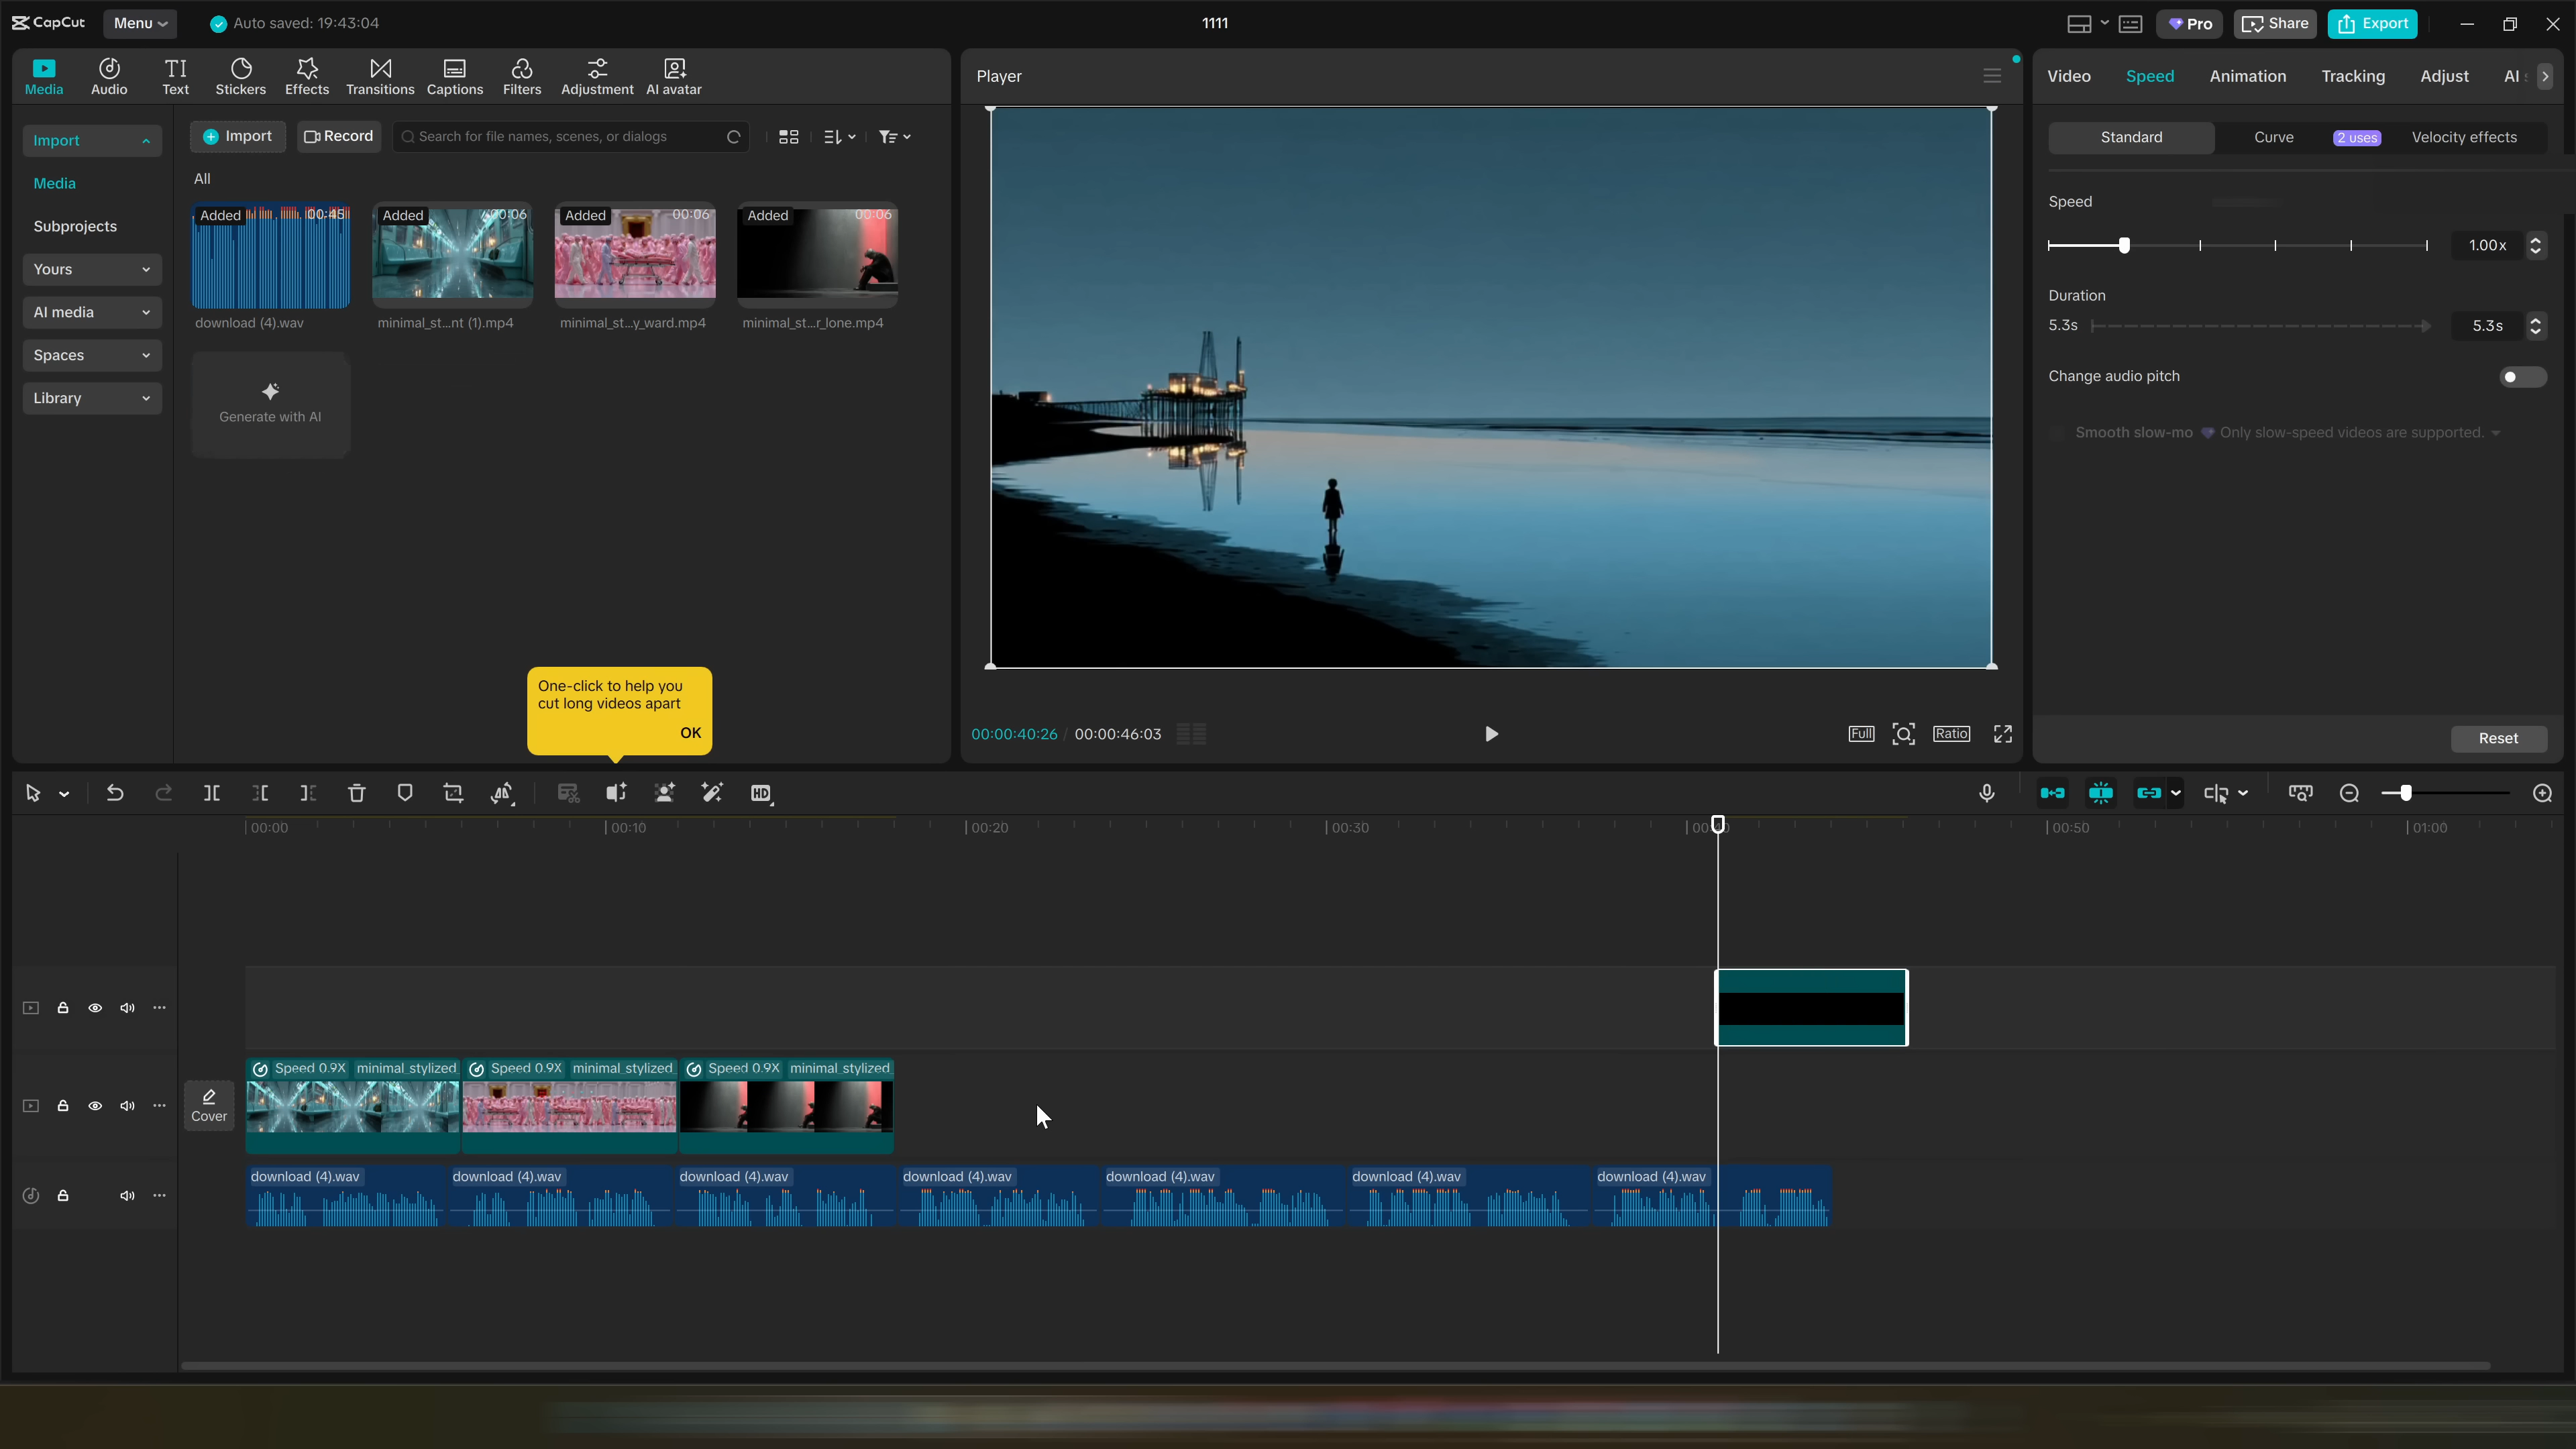 CapCut Menu Auto saved: 19:43:04 1111 Pro Share Export
Media Audio Text Stickers Effects Transitions Captions Filters Adjustment AI avatar
Import
Media
Subprojects
Yours
AI media
Spaces
Library
Import Record Search for file names, scenes, or dialogs
All
Added 00:45 Added 00:06 Added 00:06 Added 00:06
download (4).wav minimal_st...nt (1).mp4 minimal_st...y_ward.mp4 minimal_st...r_lone.mp4
Generate with AI
One-click to help you
cut long videos apart
OK
Player
00:00:40:26 / 00:00:46:03 Full Ratio
Video Speed Animation Tracking Adjust AI
Standard Curve 2 uses Velocity effects
Speed
1.00x
Duration
5.3s 5.3s
Change audio pitch
Smooth slow-mo Only slow-speed videos are supported.
Reset
HD
00:00 00:10 00:20 00:30 00:40 00:50 01:00
Cover
Speed 0.9X minimal_stylized Speed 0.9X minimal_stylized Speed 0.9X minimal_stylized
download (4).wav download (4).wav download (4).wav download (4).wav download (4).wav download (4).wav download (4).wav